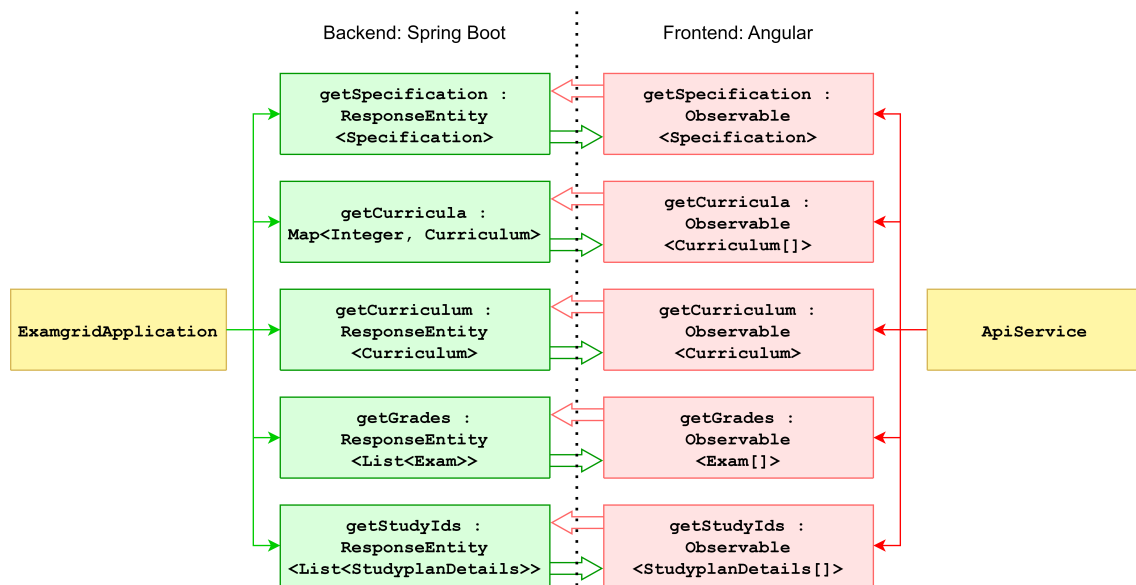 Backend: Spring Boot
Frontend: Angular
getSpecification :
ResponseEntity
<Specification>
getSpecification :
Observable
<Specification>
getCurricula :
Map<Integer, Curriculum>
getCurricula :
Observable
<Curriculum[]>
ExamgridApplication
getCurriculum :
ResponseEntity
<Curriculum>
getCurriculum :
Observable
<Curriculum>
ApiService
getGrades :
ResponseEntity
<List<Exam>>
getGrades :
Observable
<Exam[]>
getStudyIds :
ResponseEntity
<List<StudyplanDetails>>
getStudyIds :
Observable
<StudyplanDetails[]>